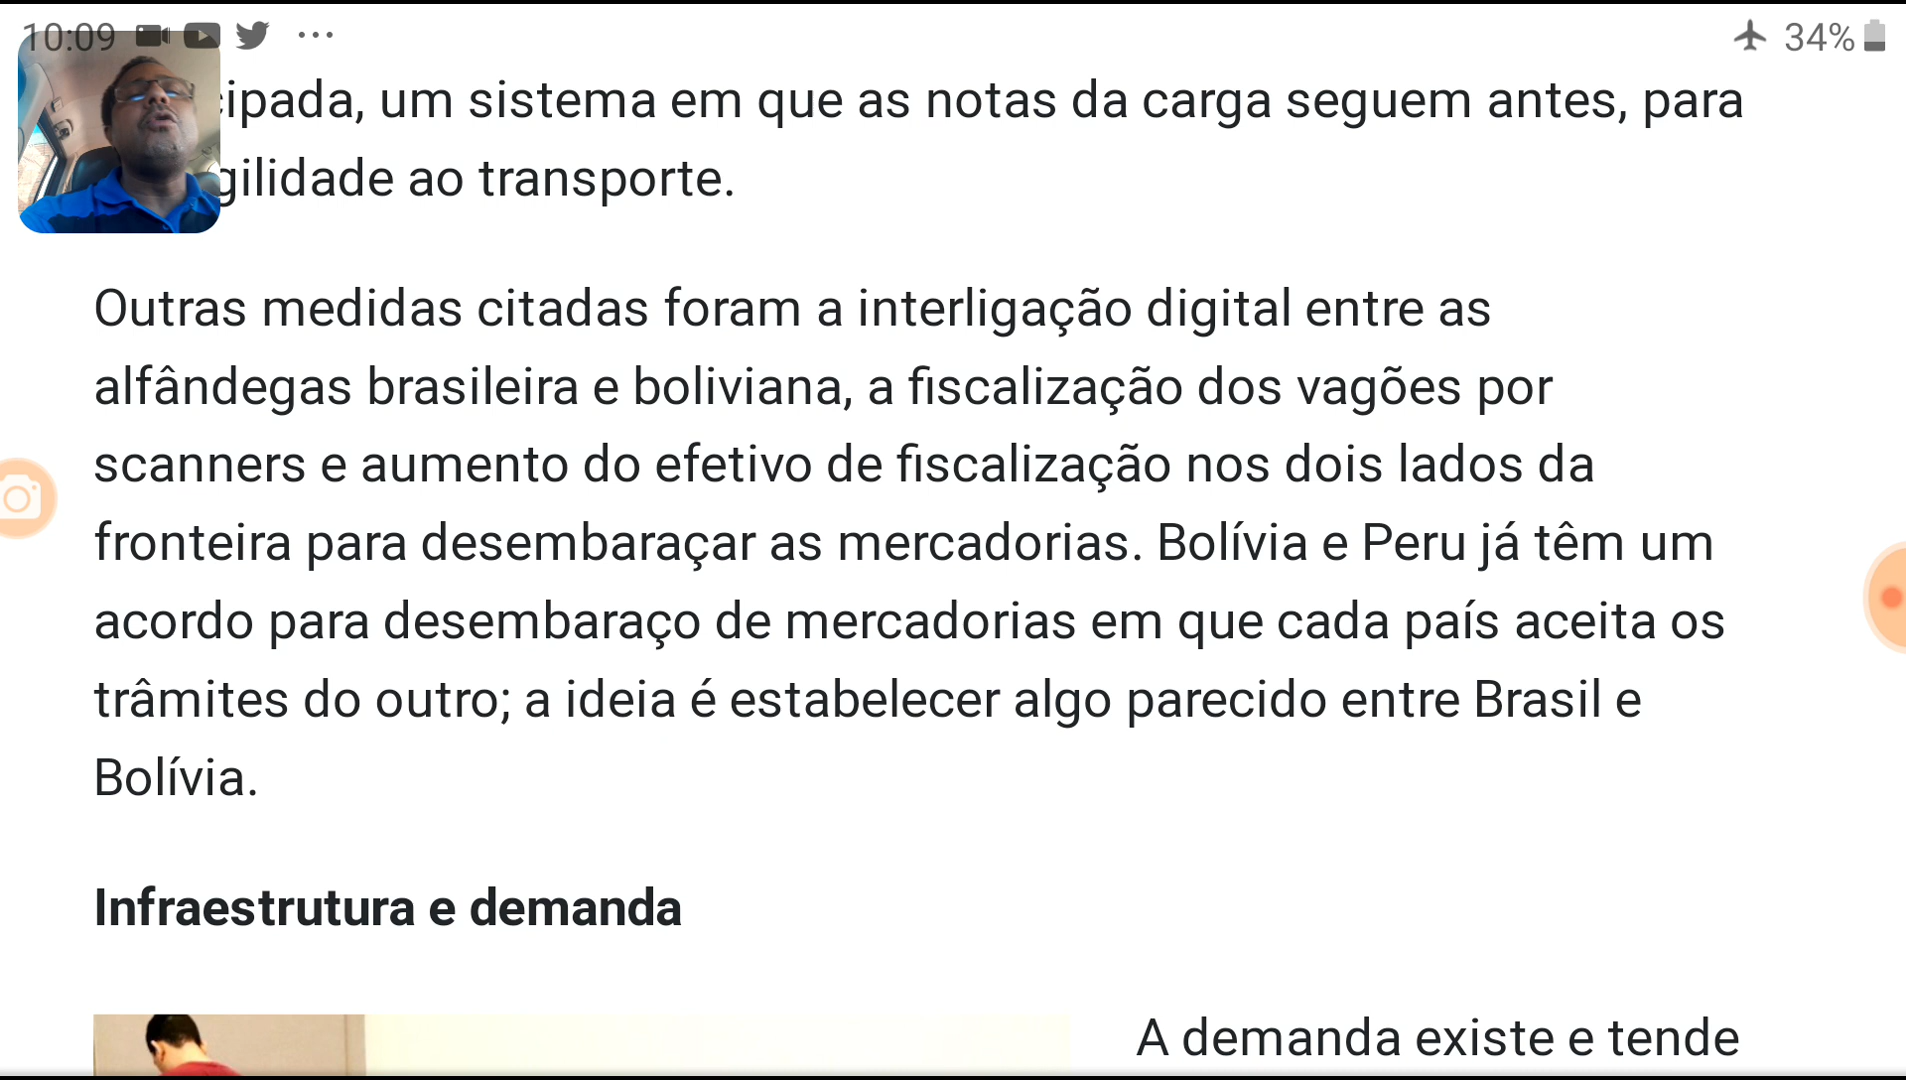 10:09 ... 34%
cipada, um sistema em que as notas da carga seguem antes, para
gilidade ao transporte.
Outras medidas citadas foram a interligação digital entre as
alfândegas brasileira e boliviana, a fiscalização dos vagões por
scanners e aumento do efetivo de fiscalização nos dois lados da
fronteira para desembaraçar as mercadorias. Bolívia e Peru já têm um
acordo para desembaraço de mercadorias em que cada país aceita os
trâmites do outro; a ideia é estabelecer algo parecido entre Brasil e
Bolívia.
Infraestrutura e demanda
A demanda existe e tende